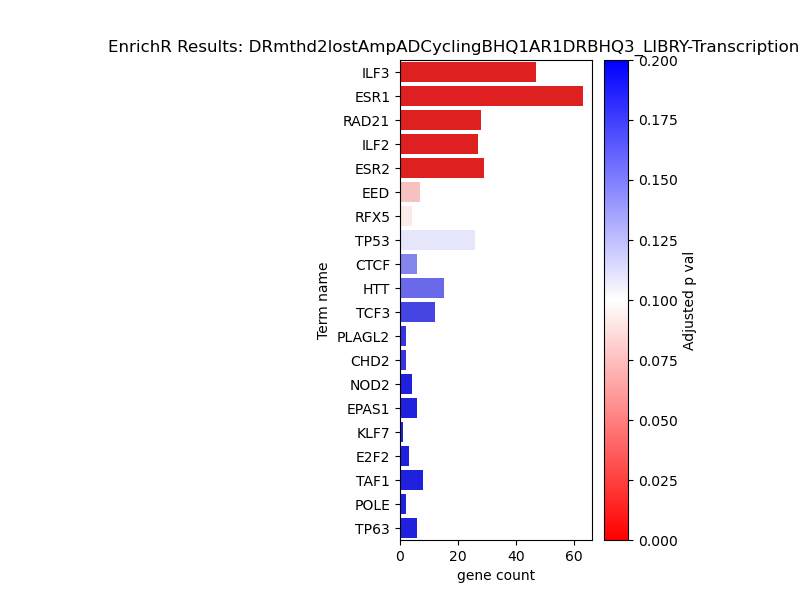 EnrichR Results: DRmthd2lostAmpADCyclingBHQ1AR1DRBHQ3_LIBRY-Transcription
ILF3
ESR1
RAD21
ILF2
ESR2
EED
RFX5
TP53
CTCF
HTT
TCF3
PLAGL2
CHD2
NOD2
EPAS1
KLF7
E2F2
TAF1
POLE
TP63
Term name
0 20 40 60
gene count
0.200
0.175
0.150
0.125
0.100
0.075
0.050
0.025
0.000
Adjusted p val